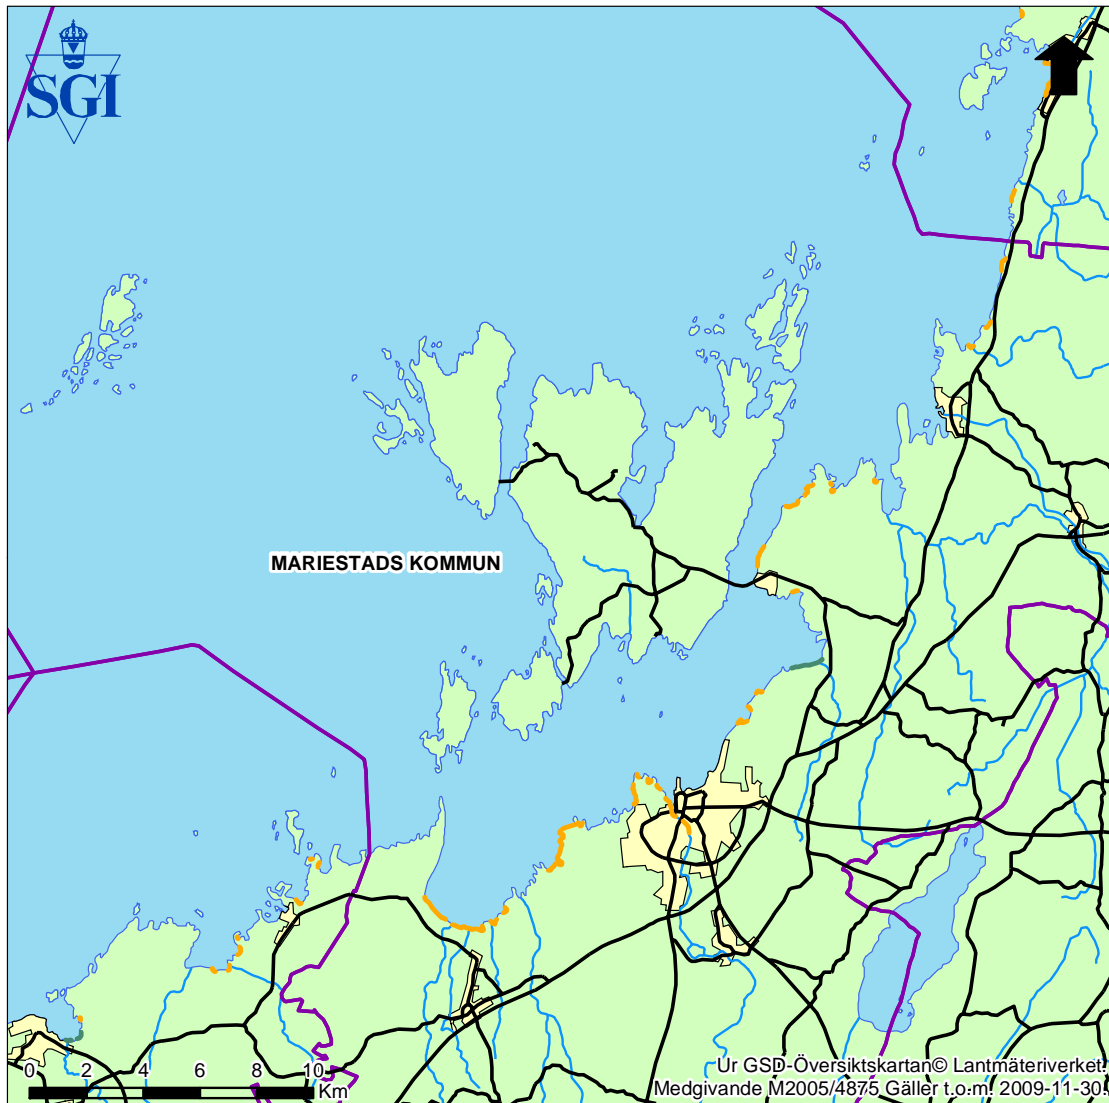 SGI
MARIESTADS KOMMUN
0 2 4 6 8 10
Km
Ur GSD-Översiktskartan© Lantmäteriverket.
Medgivande M2005/4875 Gäller t.o.m. 2009-11-30.